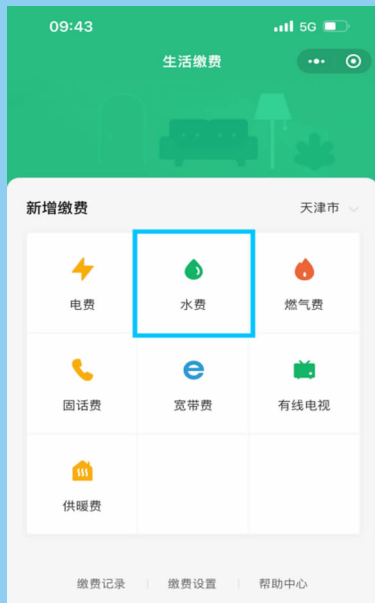 09:43 5G
生活缴费
新增缴费 天津市
电费 水费 燃气费
固话费 宽带费 有线电视
供暖费
缴费记录 缴费设置 帮助中心